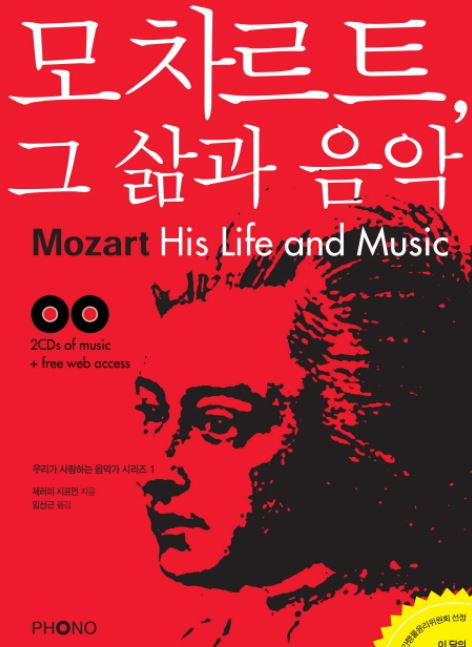 모차르트,
그 삶과 음악
Mozart His Life and Music
2CDs of music
+ free web access
우리가 사랑하는 음악가 시리즈 1
제러미 시프먼 지음
임선근 옮김
PHONO
이 달의